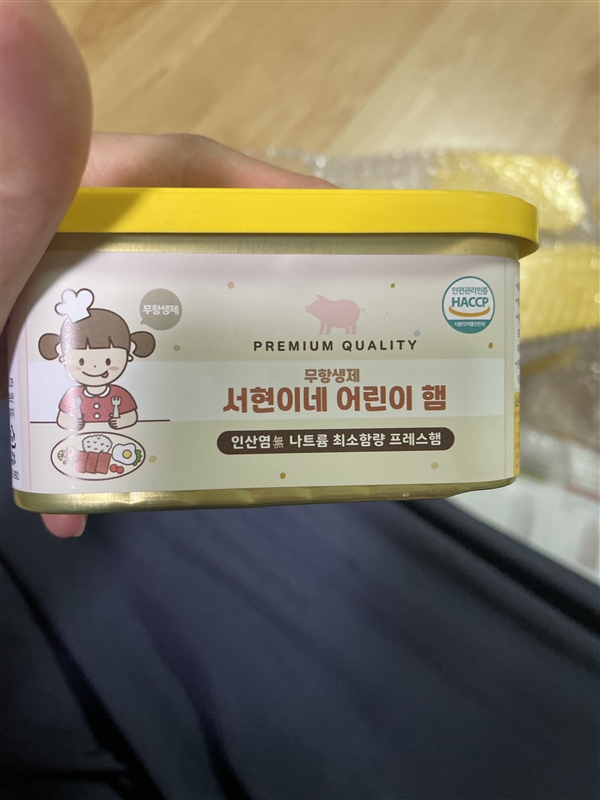 무항생제
안전관리인증
HACCP
PREMIUM QUALITY
무항생제
서현이네 어린이 햄
인산염無 나트륨 최소함량 프레스햄